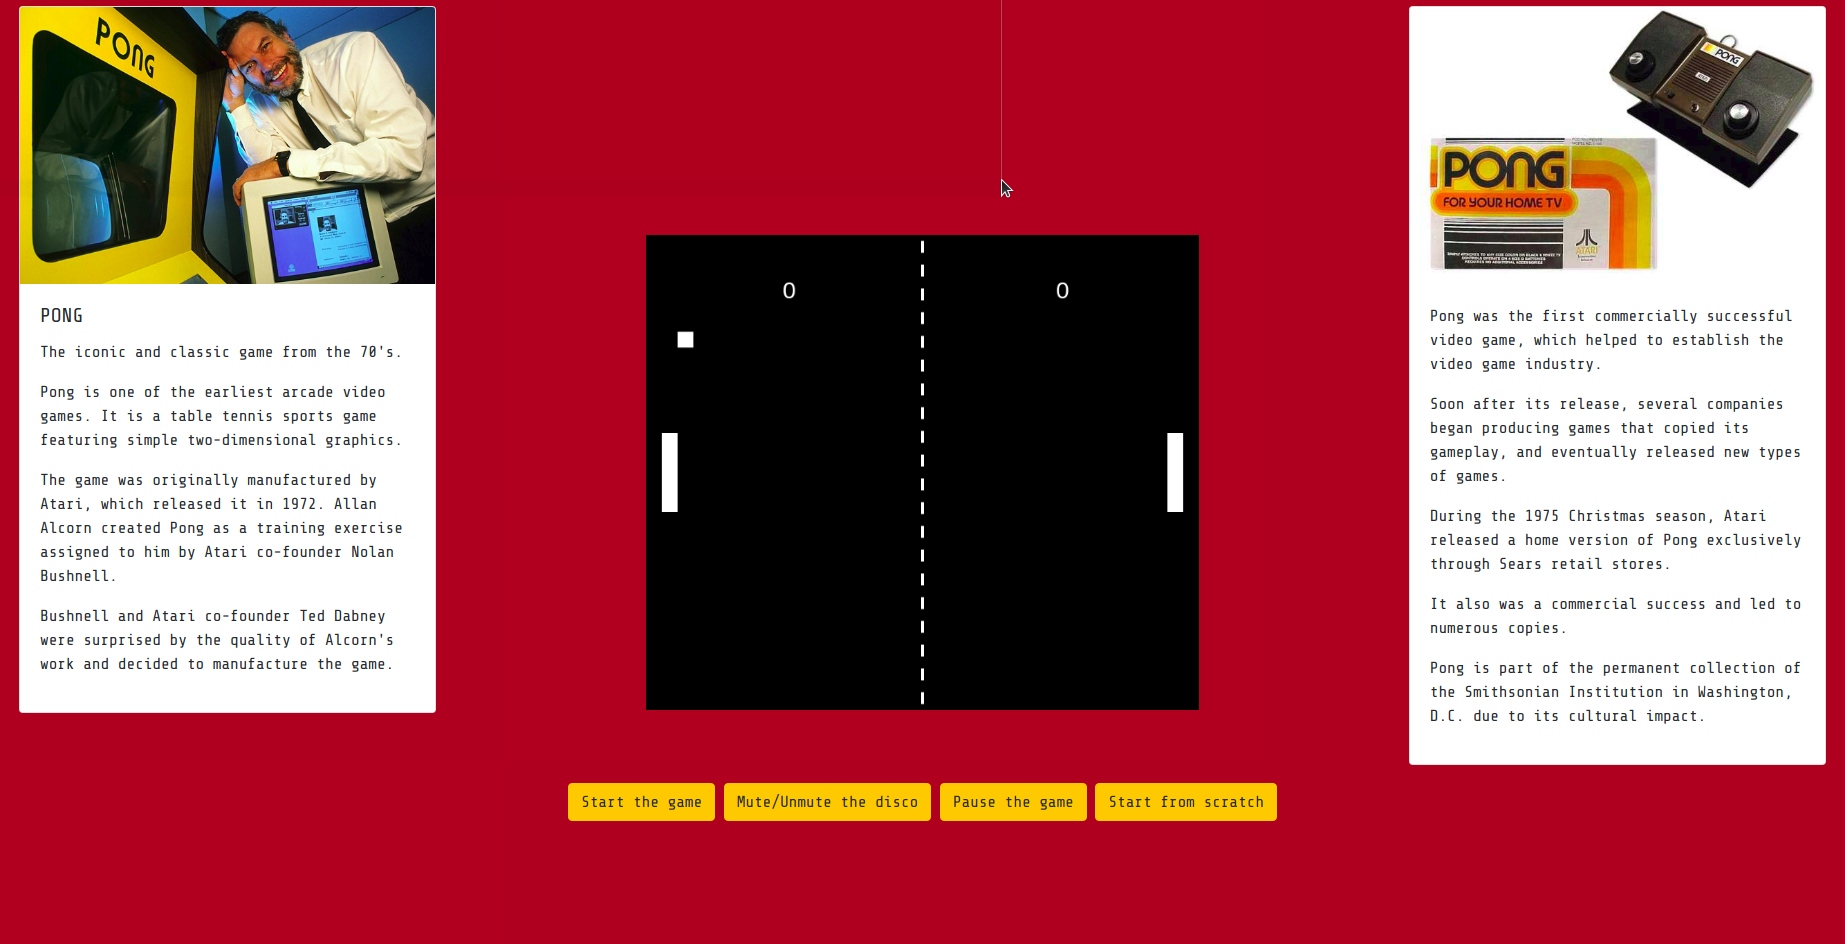 PONG
PONG
The iconic and classic game from the 70's.
Pong is one of the earliest arcade video
games. It is a table tennis sports game
featuring simple two-dimensional graphics.
The game was originally manufactured by
Atari, which released it in 1972. Allan
Alcorn created Pong as a training exercise
assigned to him by Atari co-founder Nolan
Bushnell.
Bushnell and Atari co-founder Ted Dabney
were surprised by the quality of Alcorn's
work and decided to manufacture the game.
0
0
Start the game
Mute/Unmute the disco
Pause the game
Start from scratch
PONG
PONG
FOR YOUR HOME TV
ATARI
Pong was the first commercially successful
video game, which helped to establish the
video game industry.
Soon after its release, several companies
began producing games that copied its
gameplay, and eventually released new types
of games.
During the 1975 Christmas season, Atari
released a home version of Pong exclusively
through Sears retail stores.
It also was a commercial success and led to
numerous copies.
Pong is part of the permanent collection of
the Smithsonian Institution in Washington,
D.C. due to its cultural impact.